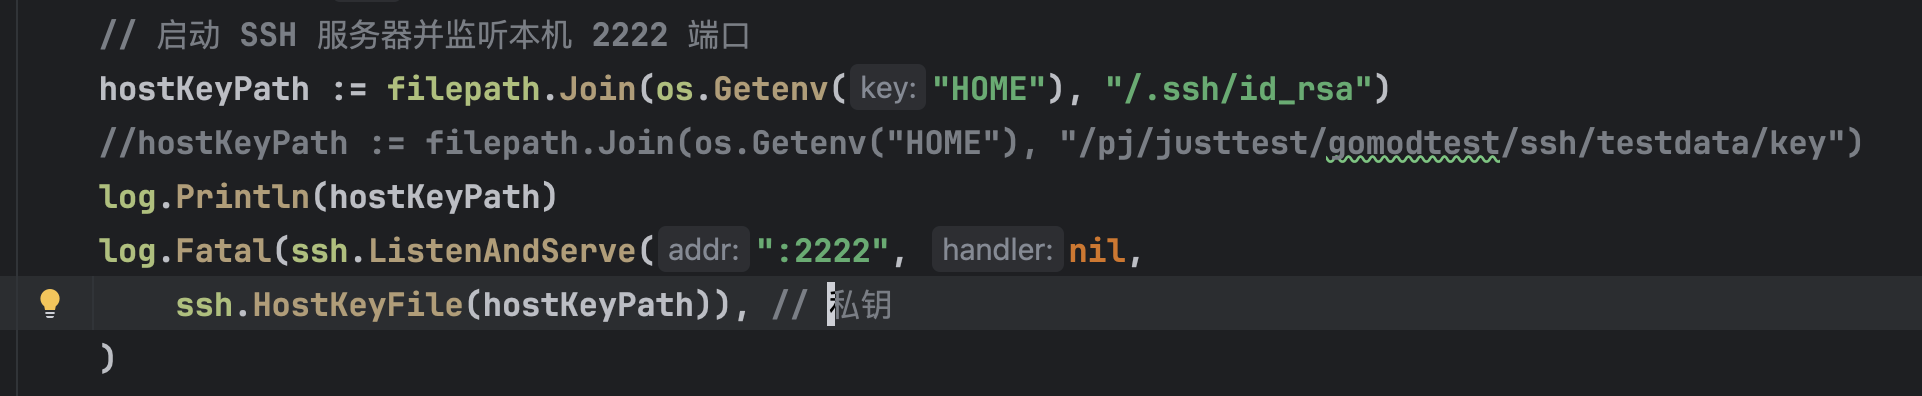 // 启动 SSH 服务器并监听本机 2222 端口
hostKeyPath := filepath.Join(os.Getenv( key: "HOME"), "/.ssh/id_rsa")
//hostKeyPath := filepath.Join(os.Getenv("HOME"), "/pj/justtest/gomodtest/ssh/testdata/key")
log.Println(hostKeyPath)
log.Fatal(ssh.ListenAndServe( addr: ":2222", handler: nil,
ssh.HostKeyFile(hostKeyPath)), // 私钥
)